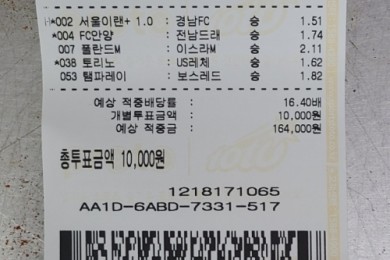 H*002 서울이랜+ 1.0 : 경남FC 승 1.51
*004 FC안양 : 전남드래 승 1.74
007 폴란드M : 이스라M 승 2.11
*038 토리노 : US레체 승 1.62
053 탬파레이 : 보스레드 승 1.82
예상 적중배당률 : 16.40배
개별투표금액 : 10,000원
예상 적중금 : 164,000원
총투표금액 10,000원
1218171065
AA1D-6ABD-7331-517